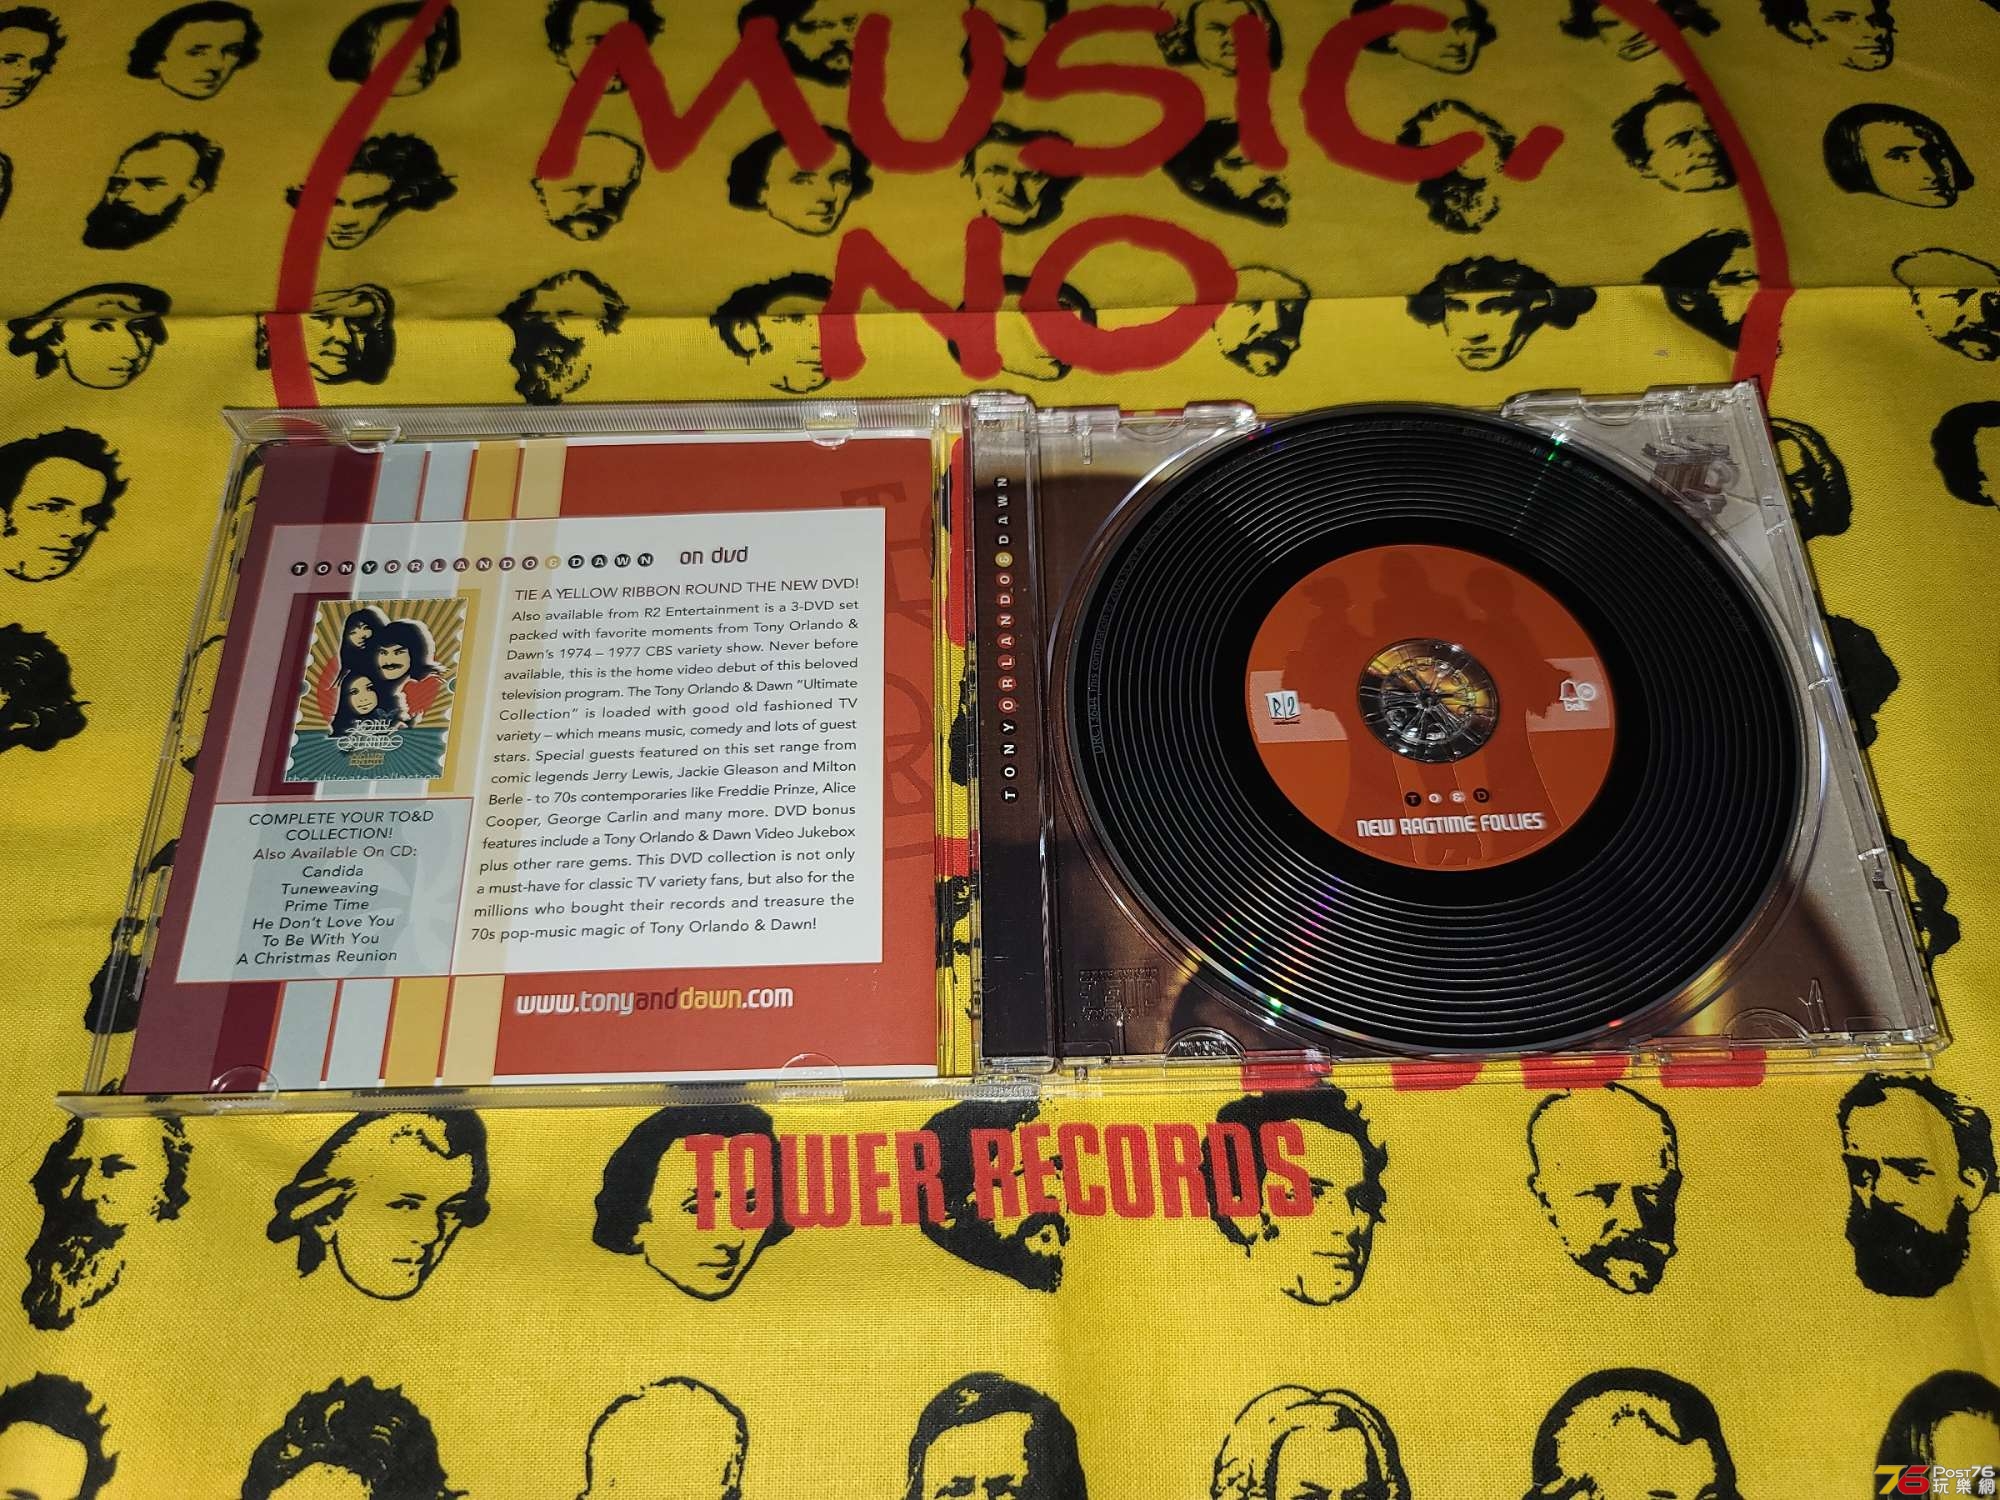 MUSIC,
NO
TONY ORLANDO & DAWN on dvd
TIE A YELLOW RIBBON ROUND THE NEW DVD!
Also available from R2 Entertainment is a 3-DVD set
packed with favorite moments from Tony Orlando &
Dawn's 1974 – 1977 CBS variety show. Never before
available, this is the home video debut of this beloved
television program. The Tony Orlando & Dawn "Ultimate
Collection" is loaded with good old fashioned TV
variety – which means music, comedy and lots of guest
stars. Special guests featured on this set range from
comic legends Jerry Lewis, Jackie Gleason and Milton
Berle - to 70s contemporaries like Freddie Prinze, Alice
Cooper, George Carlin and many more. DVD bonus
features include a Tony Orlando & Dawn Video Jukebox
plus other rare gems. This DVD collection is not only
a must-have for classic TV variety fans, but also for the
millions who bought their records and treasure the
70s pop-music magic of Tony Orlando & Dawn!
TONY
ORLANDO
the ultimate collection
COMPLETE YOUR TO&D
COLLECTION!
Also Available On CD:
Candida
Tuneweaving
Prime Time
He Don't Love You
To Be With You
A Christmas Reunion
www.tonyanddawn.com
TONY ORLANDO & DAWN
R2
bell
TO&D
NEW RAGTIME FOLLIES
TOWER RECORDS
76 Post76
玩樂網